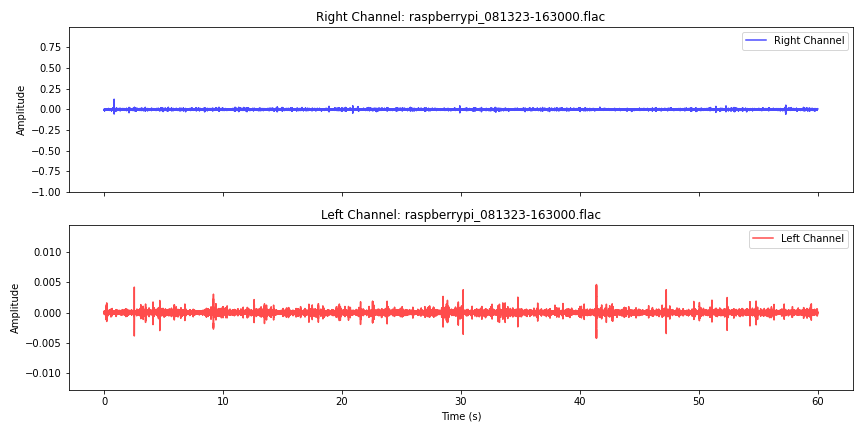 Right Channel: raspberrypi_081323-163000.flac
Right Channel
0.75
0.50
0.25
0.00
−0.25
−0.50
−0.75
−1.00
Amplitude
Left Channel: raspberrypi_081323-163000.flac
Left Channel
0.010
0.005
0.000
−0.005
−0.010
Amplitude
0 10 20 30 40 50 60
Time (s)